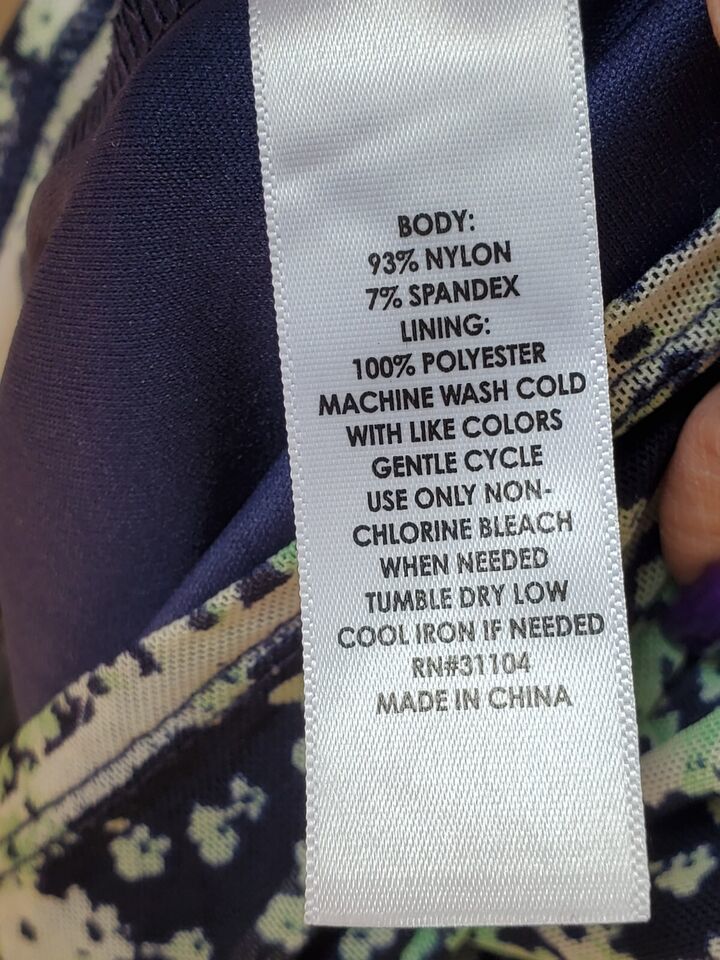 BODY:
93% NYLON
7% SPANDEX
LINING:
100% POLYESTER
MACHINE WASH COLD
WITH LIKE COLORS
GENTLE CYCLE
USE ONLY NON-
CHLORINE BLEACH
WHEN NEEDED
TUMBLE DRY LOW
COOL IRON IF NEEDED
RN#31104
MADE IN CHINA